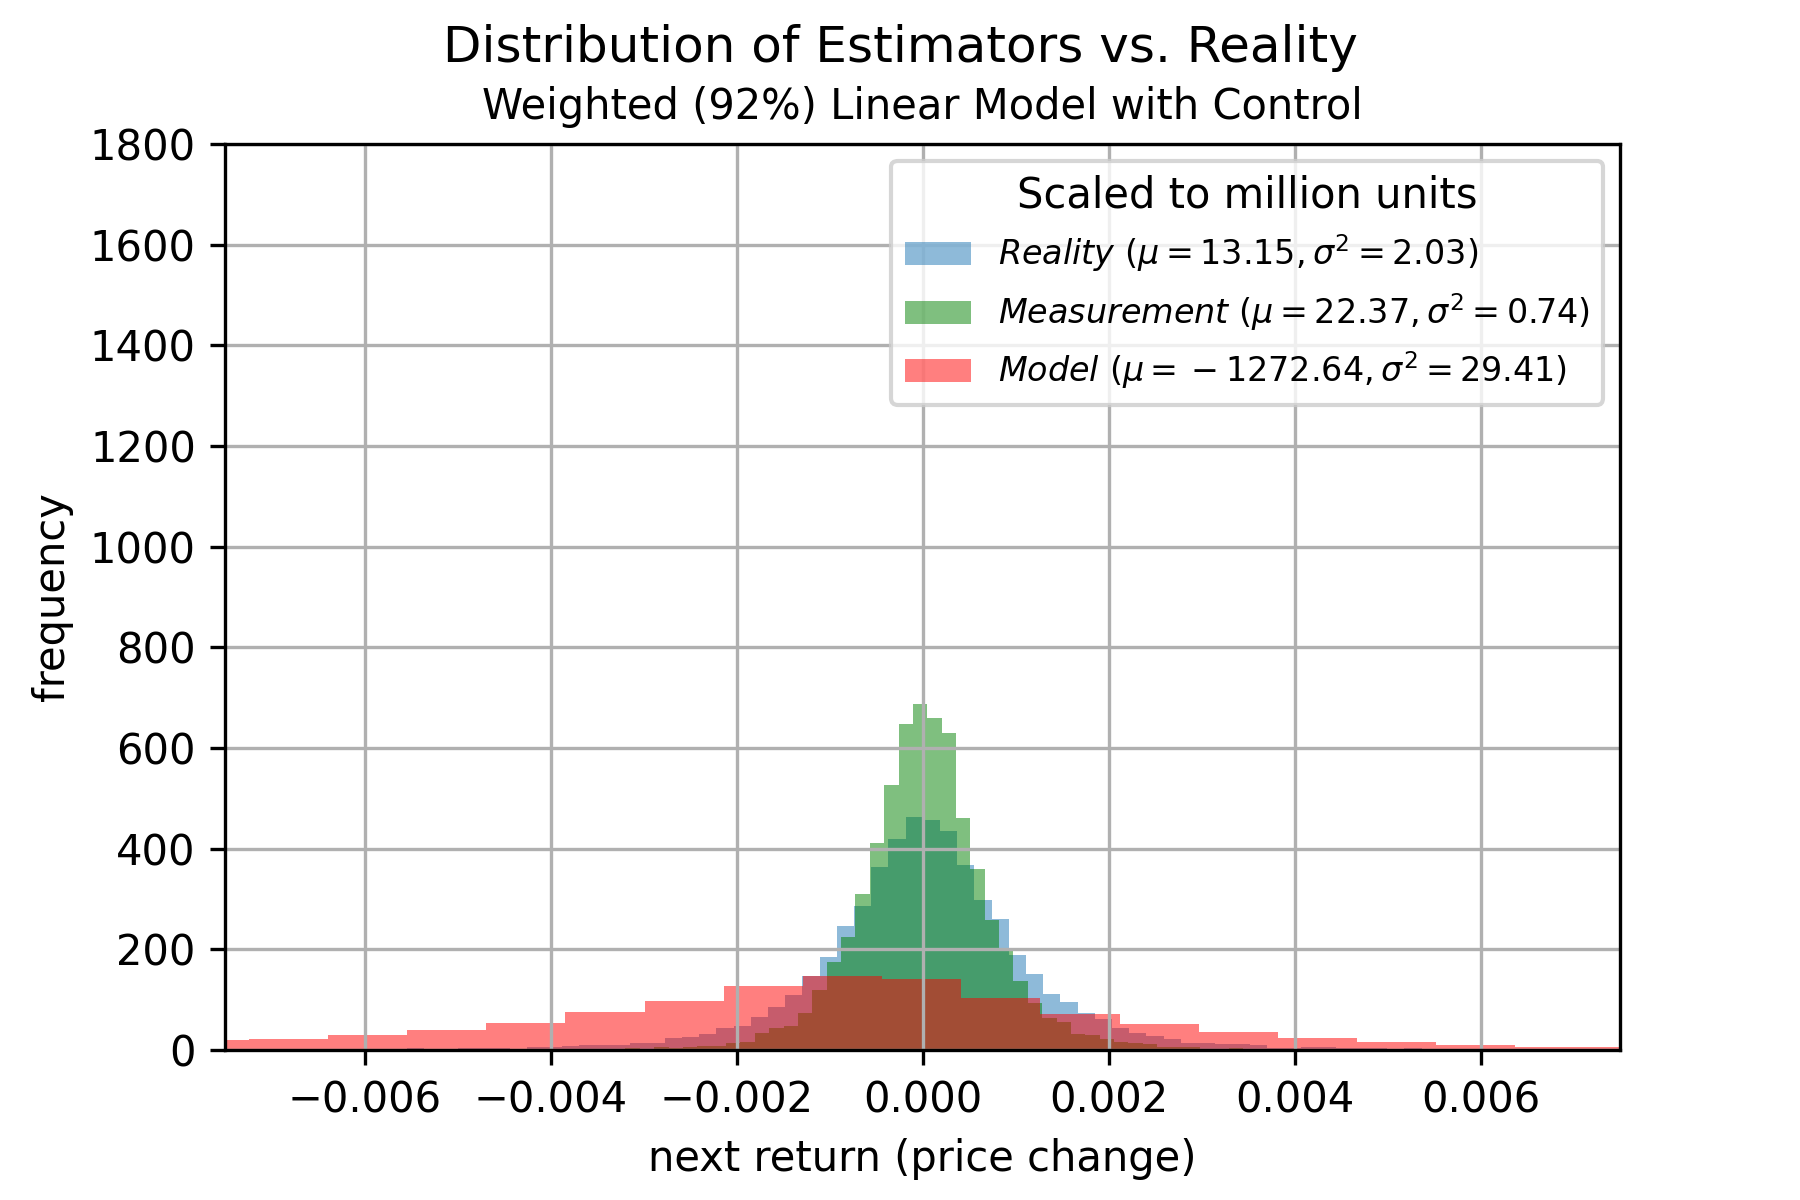 Distribution of Estimators vs. Reality
Weighted (92%) Linear Model with Control
1800
1600
1400
1200
1000
800
600
400
200
0
frequency
Scaled to million units
Reality (μ = 13.15, σ² = 2.03)
Measurement (μ = 22.37, σ² = 0.74)
Model (μ = − 1272.64, σ² = 29.41)
−0.006 −0.004 −0.002 0.000 0.002 0.004 0.006
next return (price change)